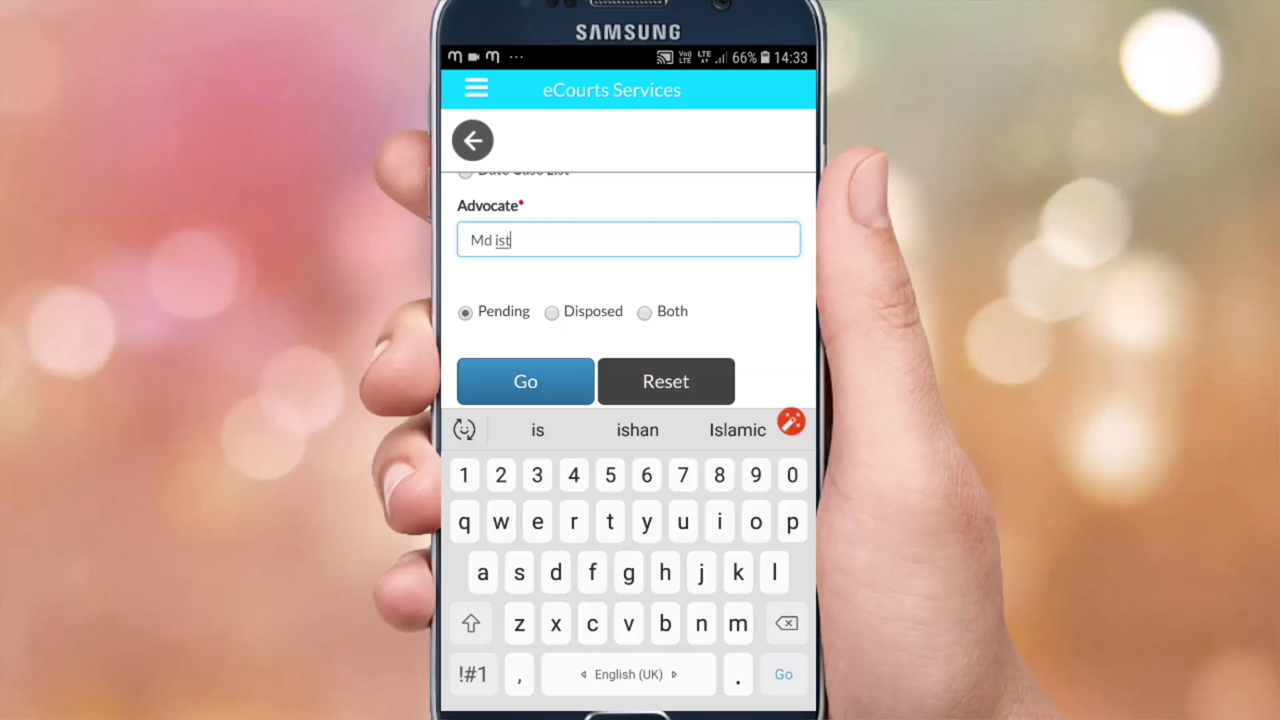 SAMSUNG
66% 14:33
eCourts Services
Date Case List
Advocate*
Md ist
Pending Disposed Both
Go Reset
is ishan Islamic
1 2 3 4 5 6 7 8 9 0
q w e r t y u i o p
a s d f g h j k l
z x c v b n m
!#1 , English (UK) . Go